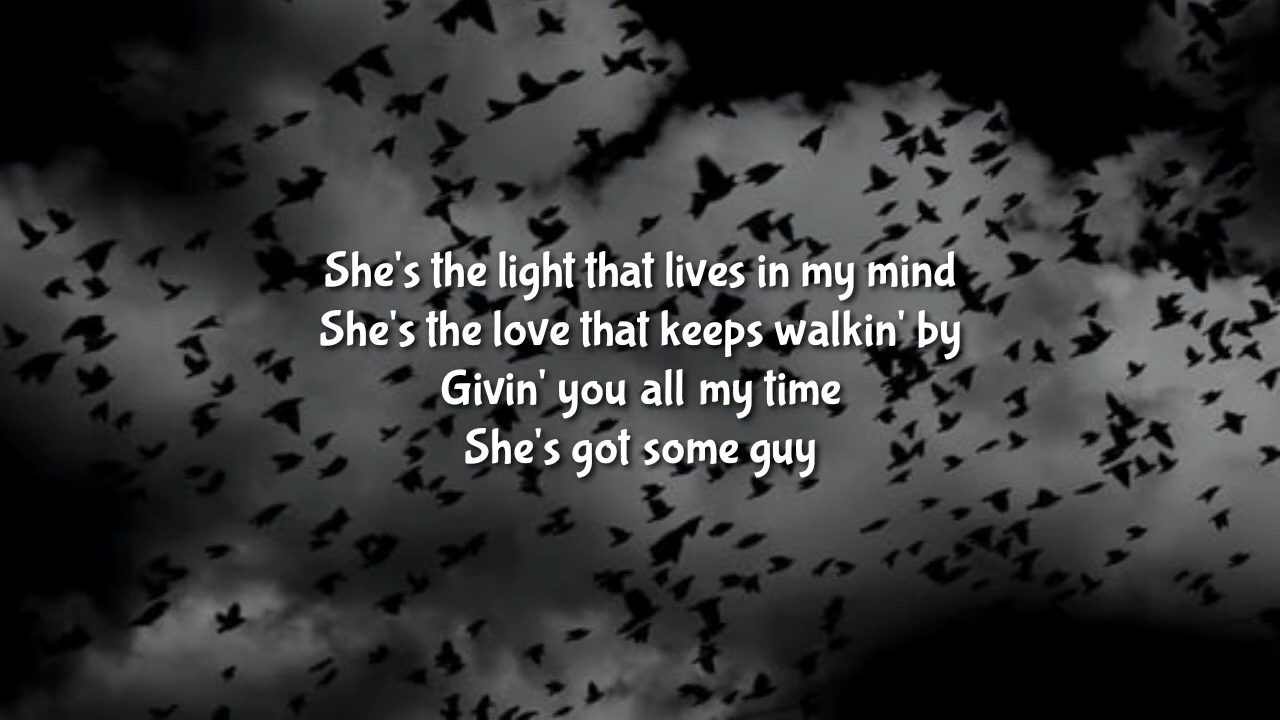 She's the light that lives in my mind
She's the love that keeps walkin' by
Givin' you all my time
She's got some guy